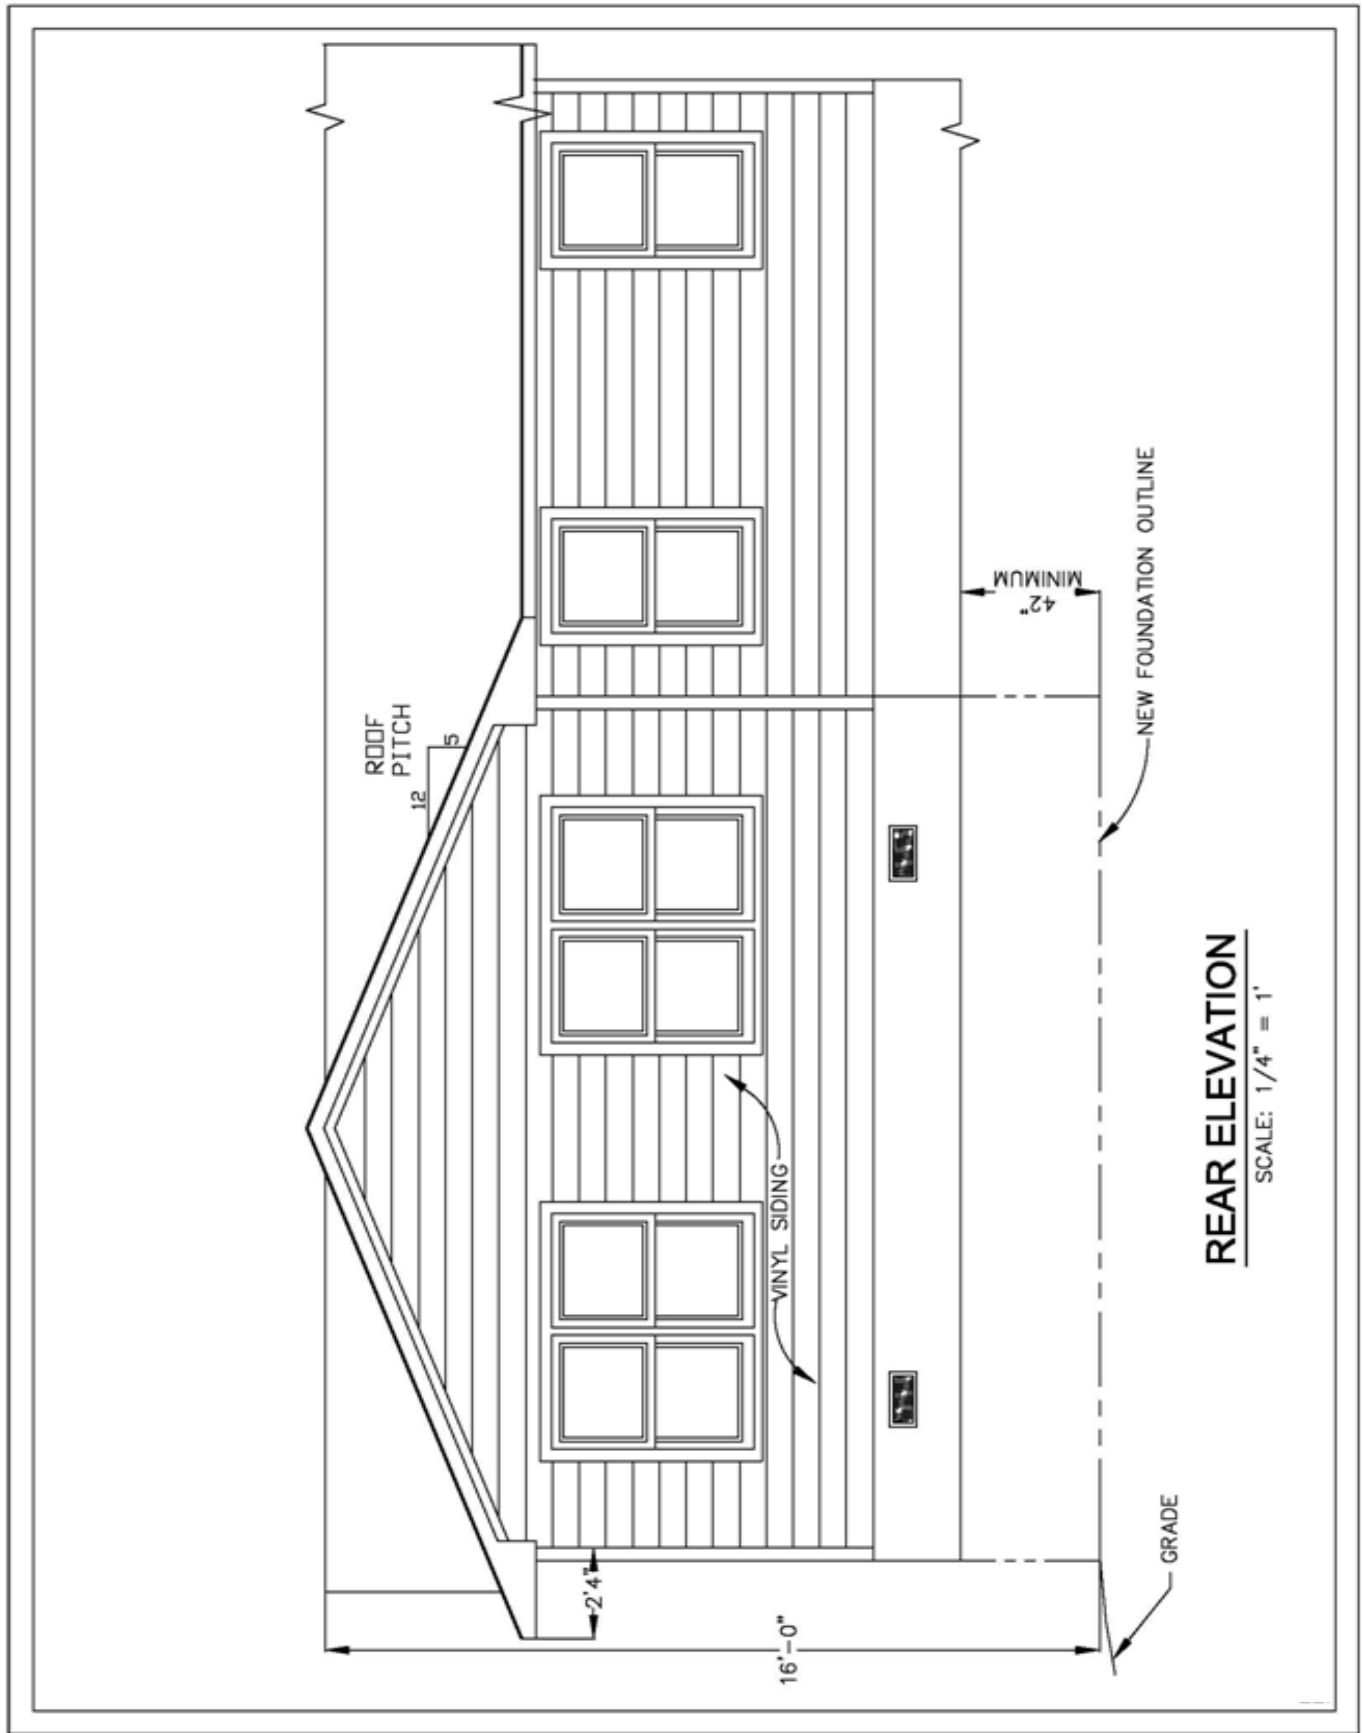 ROOF
PITCH
12
5
2'4"
16'-0"
VINYL SIDING
42"
MINIMUM
NEW FOUNDATION OUTLINE
GRADE
REAR ELEVATION
SCALE: 1/4" = 1'